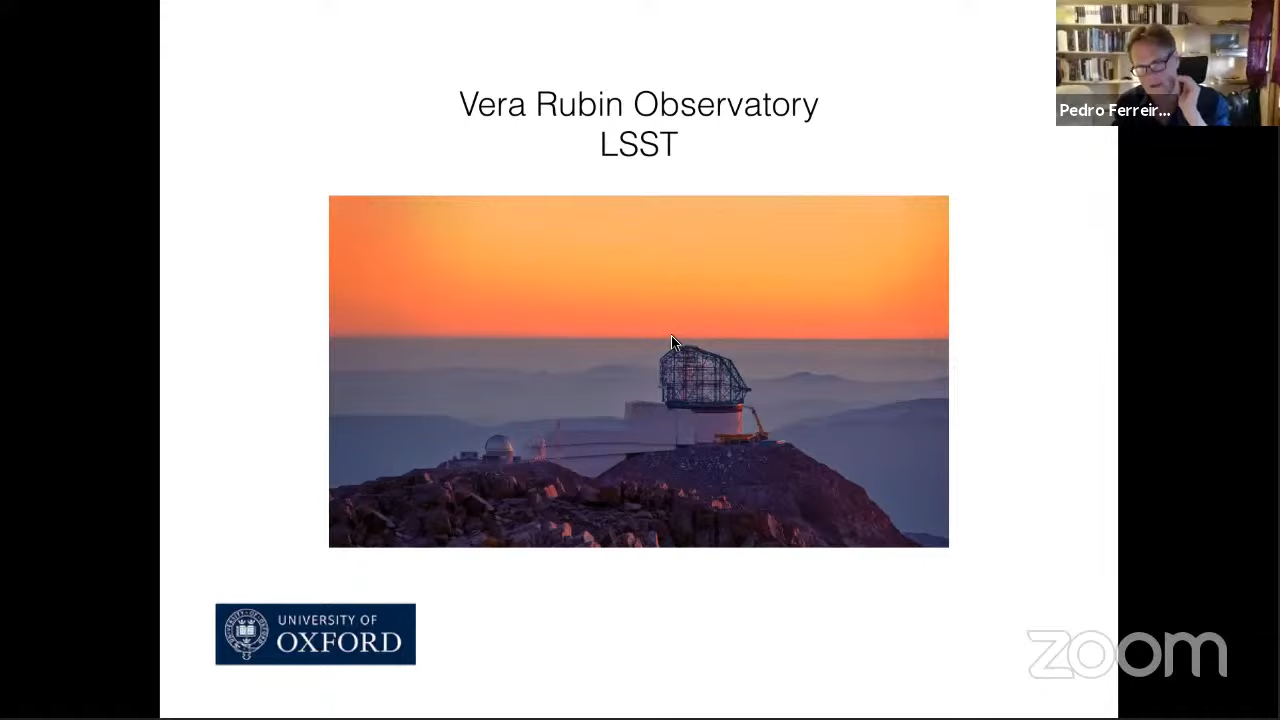 Vera Rubin Observatory
LSST
Pedro Ferreir...
UNIVERSITY OF
OXFORD
zoom